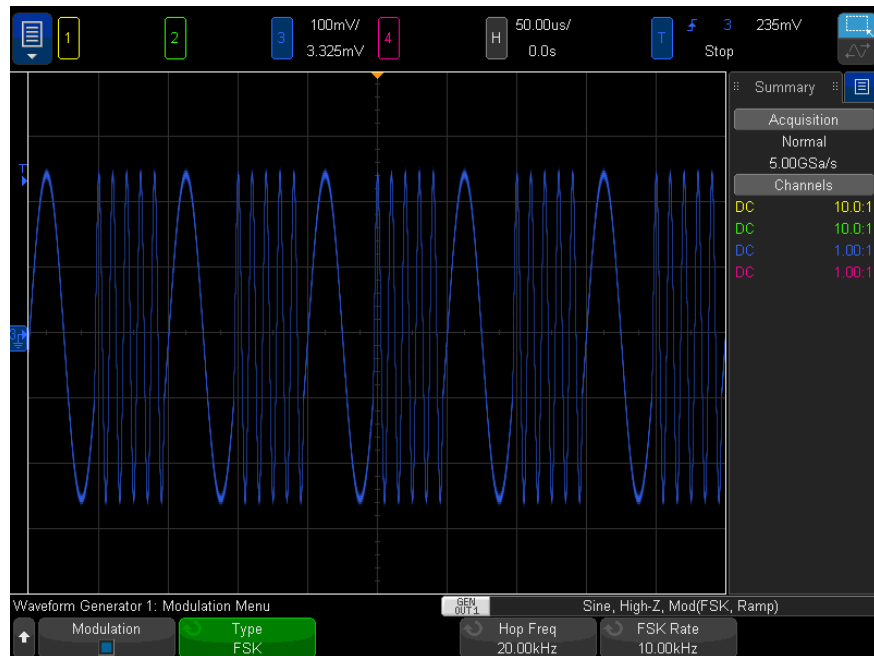 1 2 3 100mV/ 4 H 50.00us/ T 3 235mV
3.325mV 0.0s Stop
Summary
Acquisition
Normal
5.00GSa/s
Channels
DC 10.0:1
DC 10.0:1
DC 1.00:1
DC 1.00:1
T
3
Waveform Generator 1: Modulation Menu GEN OUT1 Sine, High-Z, Mod(FSK, Ramp)
Modulation Type Hop Freq FSK Rate
FSK 20.00kHz 10.00kHz